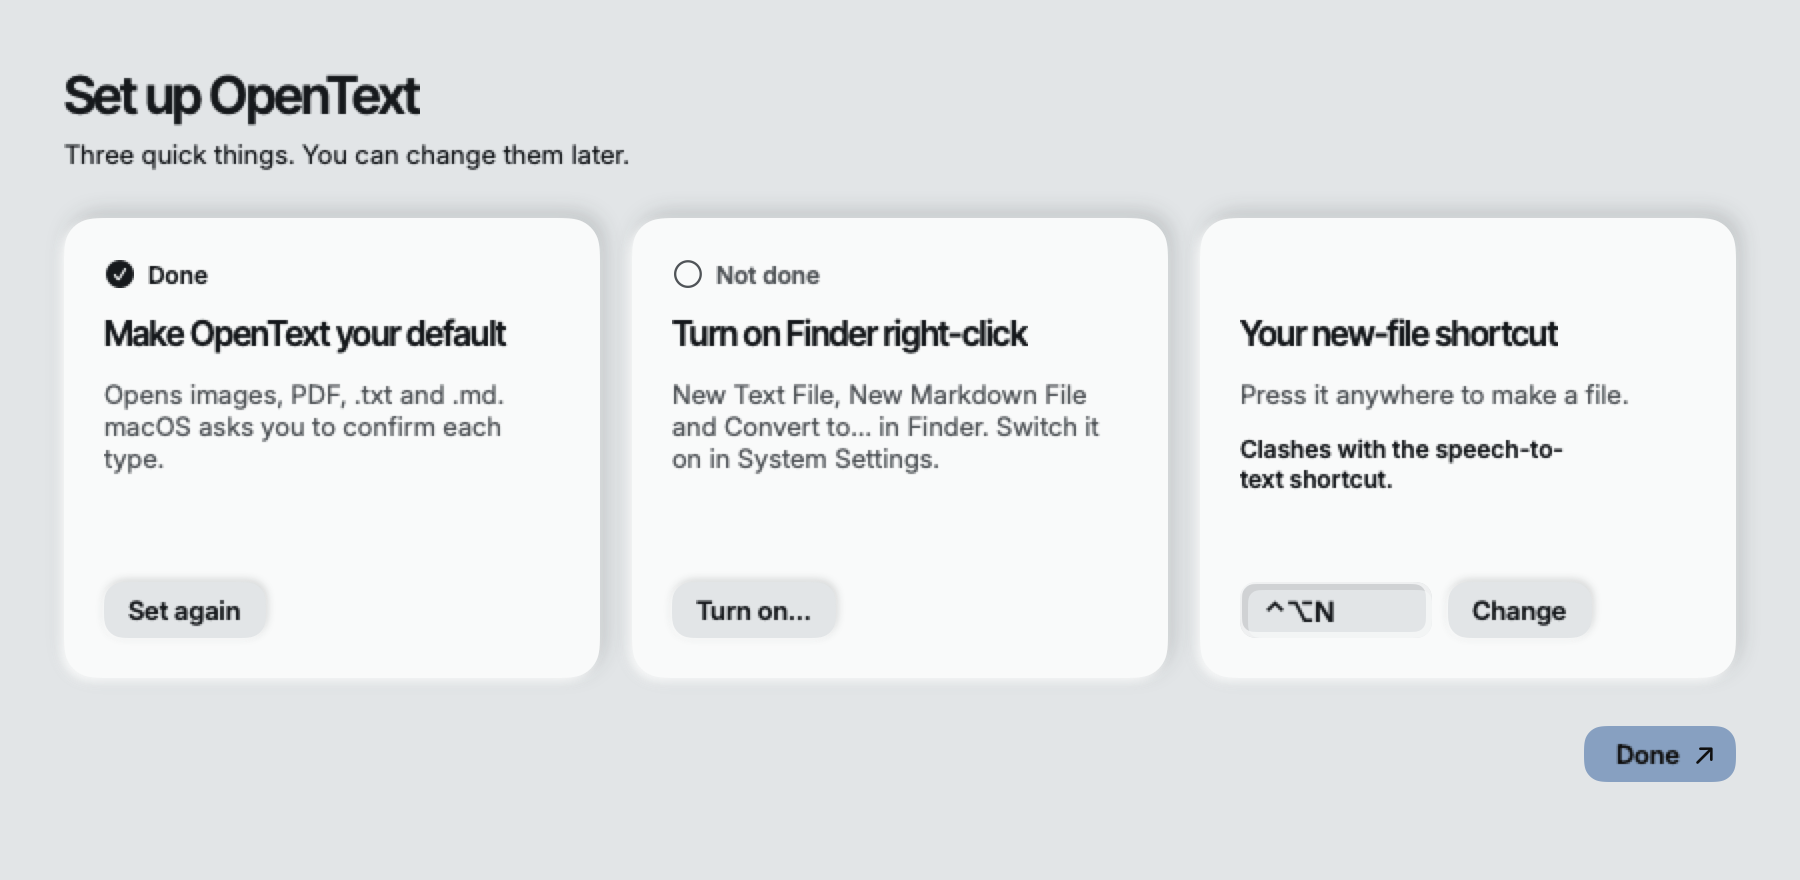 Set up OpenText
Three quick things. You can change them later.
Done
Make OpenText your default
Opens images, PDF, .txt and .md.
macOS asks you to confirm each
type.
Set again
Not done
Turn on Finder right-click
New Text File, New Markdown File
and Convert to... in Finder. Switch it
on in System Settings.
Turn on...
Your new-file shortcut
Press it anywhere to make a file.
Clashes with the speech-to-
text shortcut.
⌃⌥N
Change
Done ↗